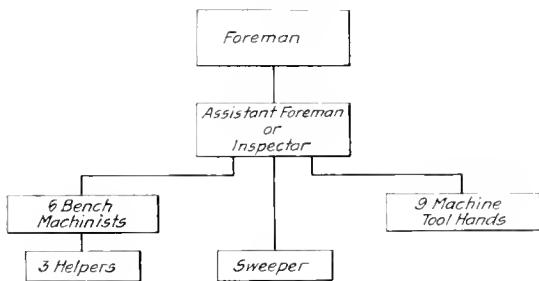 Foreman
Assistant Foreman
or
Inspector
6 Bench
Machinists
9 Machine
Tool Hands
3 Helpers
Sweeper